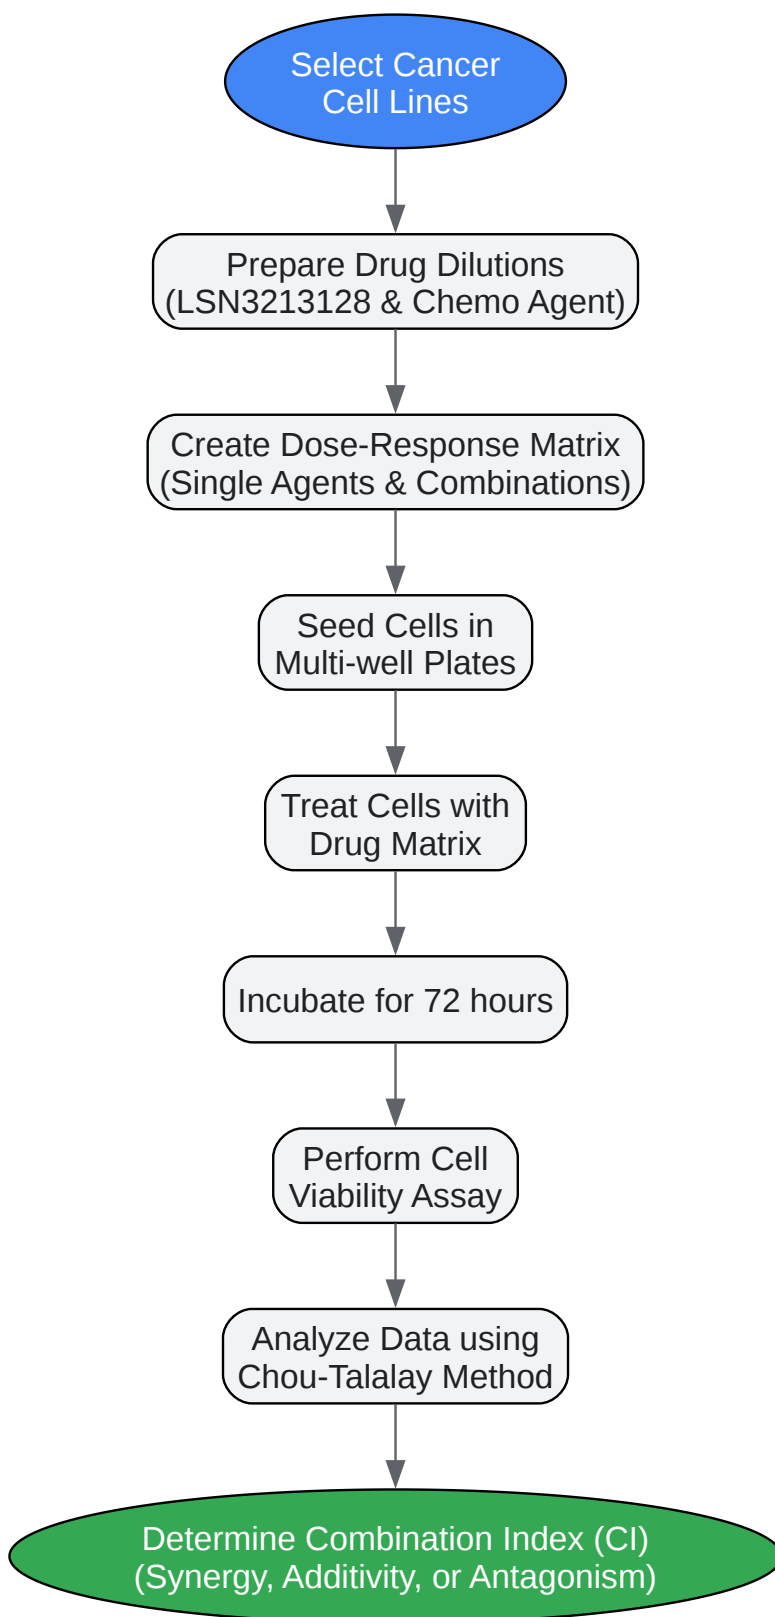 Select Cancer
Cell Lines
Prepare Drug Dilutions
(LSN3213128 & Chemo Agent)
Create Dose-Response Matrix
(Single Agents & Combinations)
Seed Cells in
Multi-well Plates
Treat Cells with
Drug Matrix
Incubate for 72 hours
Perform Cell
Viability Assay
Analyze Data using
Chou-Talalay Method
Determine Combination Index (CI)
(Synergy, Additivity, or Antagonism)